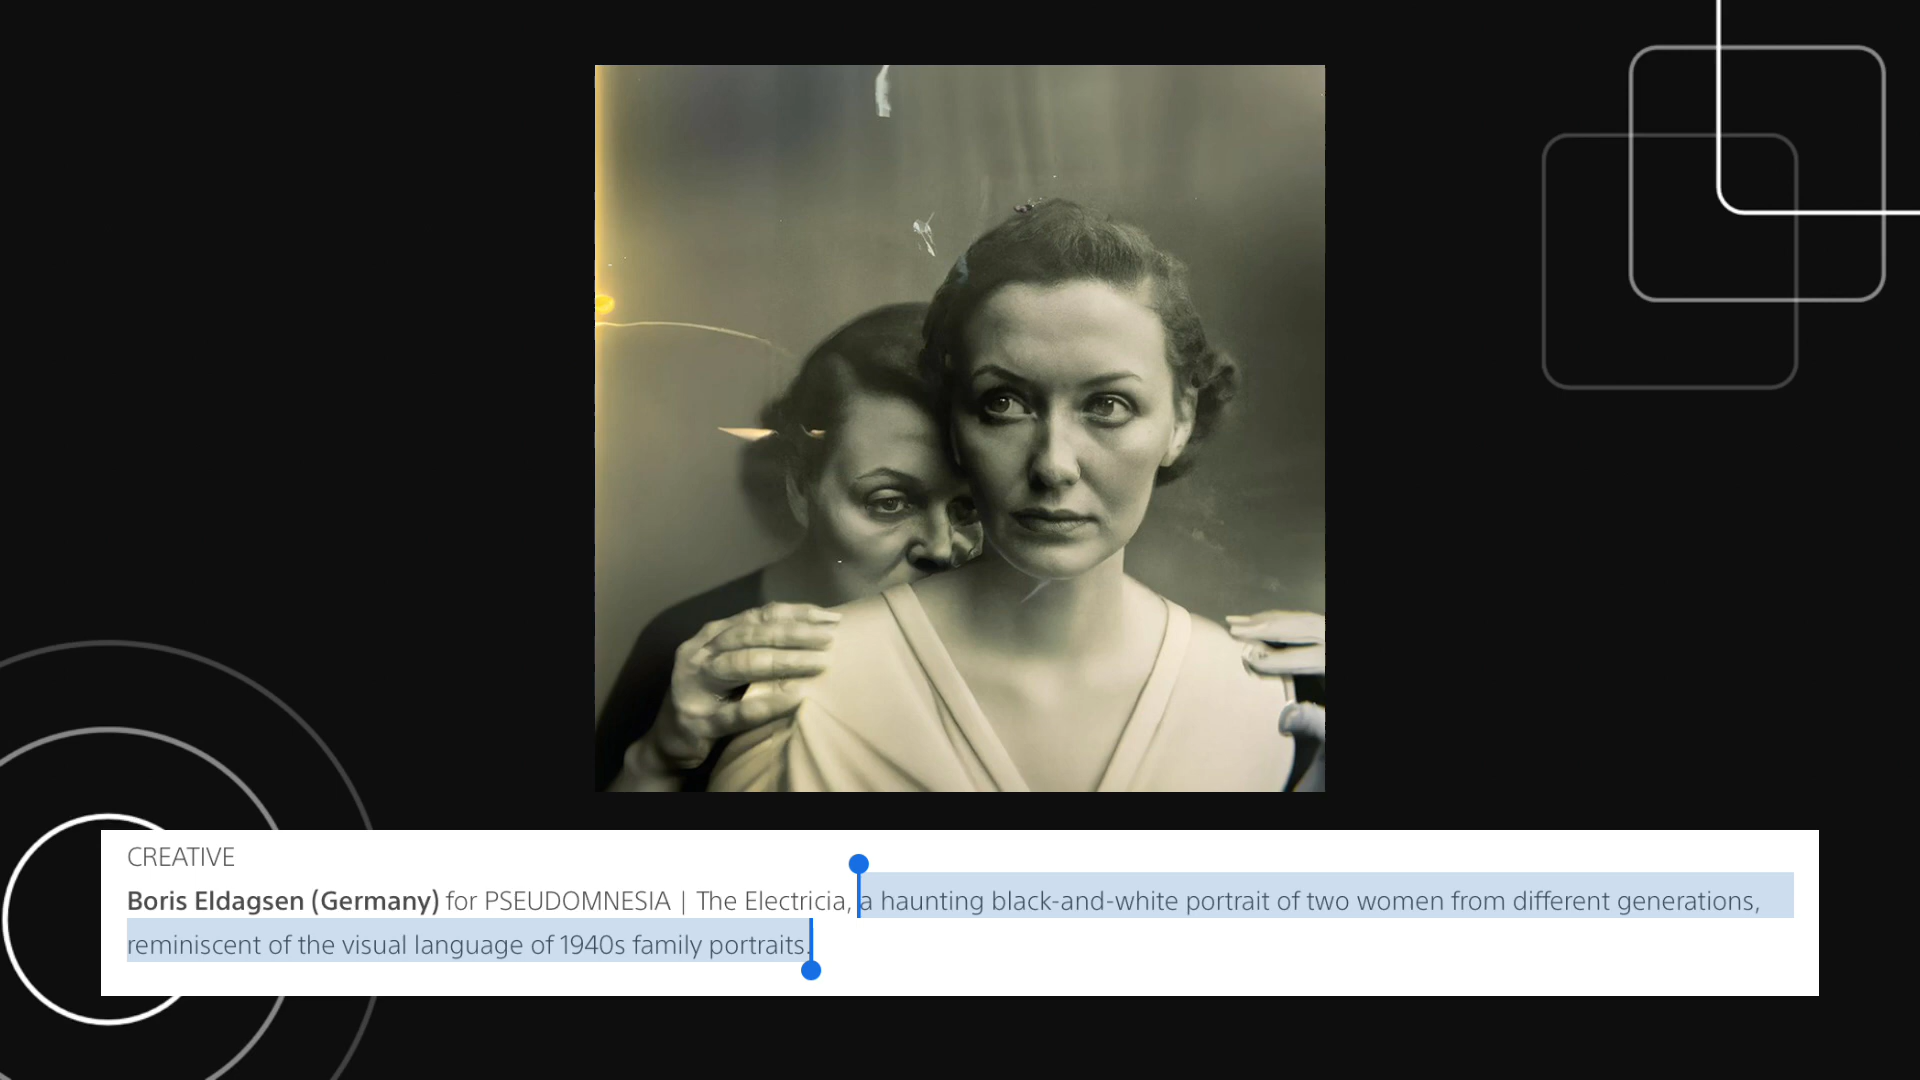 CREATIVE
Boris Eldagsen (Germany) for PSEUDOMNESIA | The Electricia, a haunting black-and-white portrait of two women from different generations,
reminiscent of the visual language of 1940s family portraits.